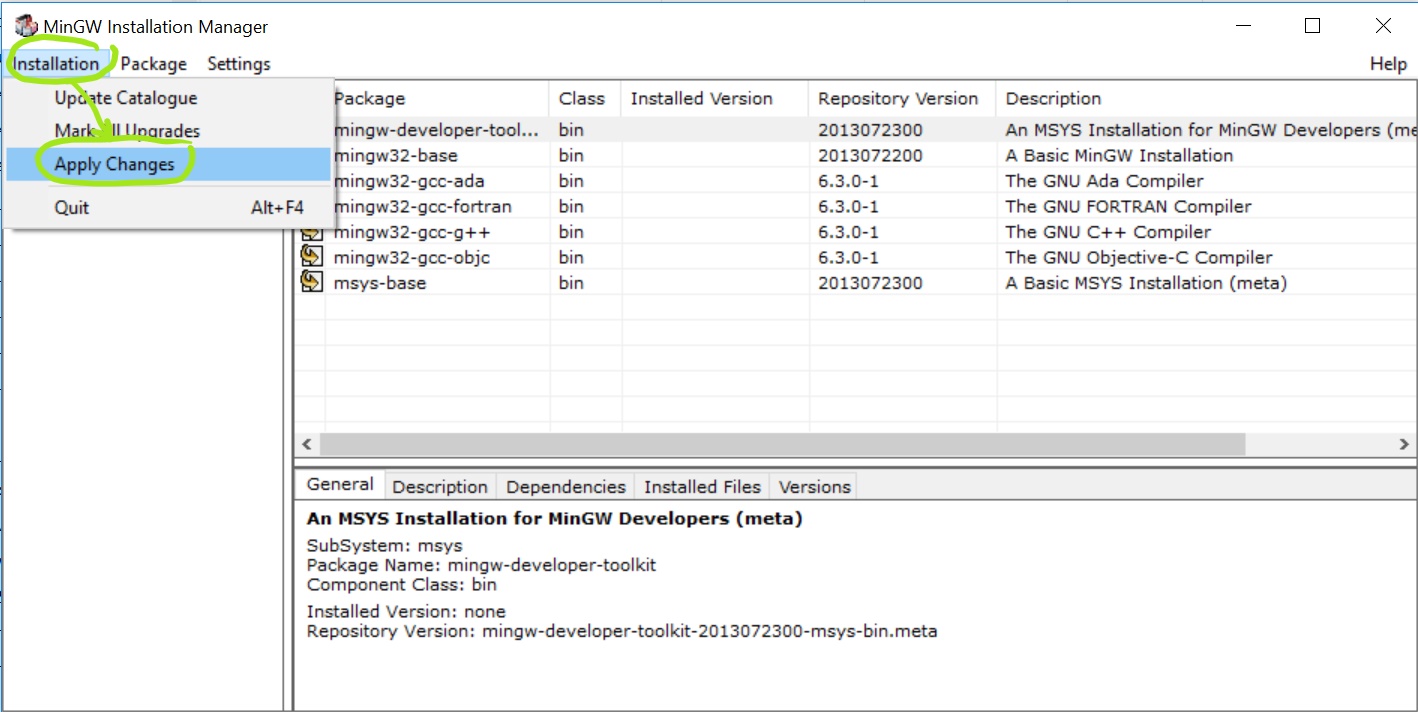 MinGW Installation Manager
Installation Package Settings Help
Update Catalogue
Mark All Upgrades
Apply Changes
Quit Alt+F4
Package Class Installed Version Repository Version Description
mingw-developer-tool... bin 2013072300 An MSYS Installation for MinGW Developers (me
mingw32-base bin 2013072200 A Basic MinGW Installation
mingw32-gcc-ada bin 6.3.0-1 The GNU Ada Compiler
mingw32-gcc-fortran bin 6.3.0-1 The GNU FORTRAN Compiler
mingw32-gcc-g++ bin 6.3.0-1 The GNU C++ Compiler
mingw32-gcc-objc bin 6.3.0-1 The GNU Objective-C Compiler
msys-base bin 2013072300 A Basic MSYS Installation (meta)
General Description Dependencies Installed Files Versions
An MSYS Installation for MinGW Developers (meta)
SubSystem: msys
Package Name: mingw-developer-toolkit
Component Class: bin
Installed Version: none
Repository Version: mingw-developer-toolkit-2013072300-msys-bin.meta